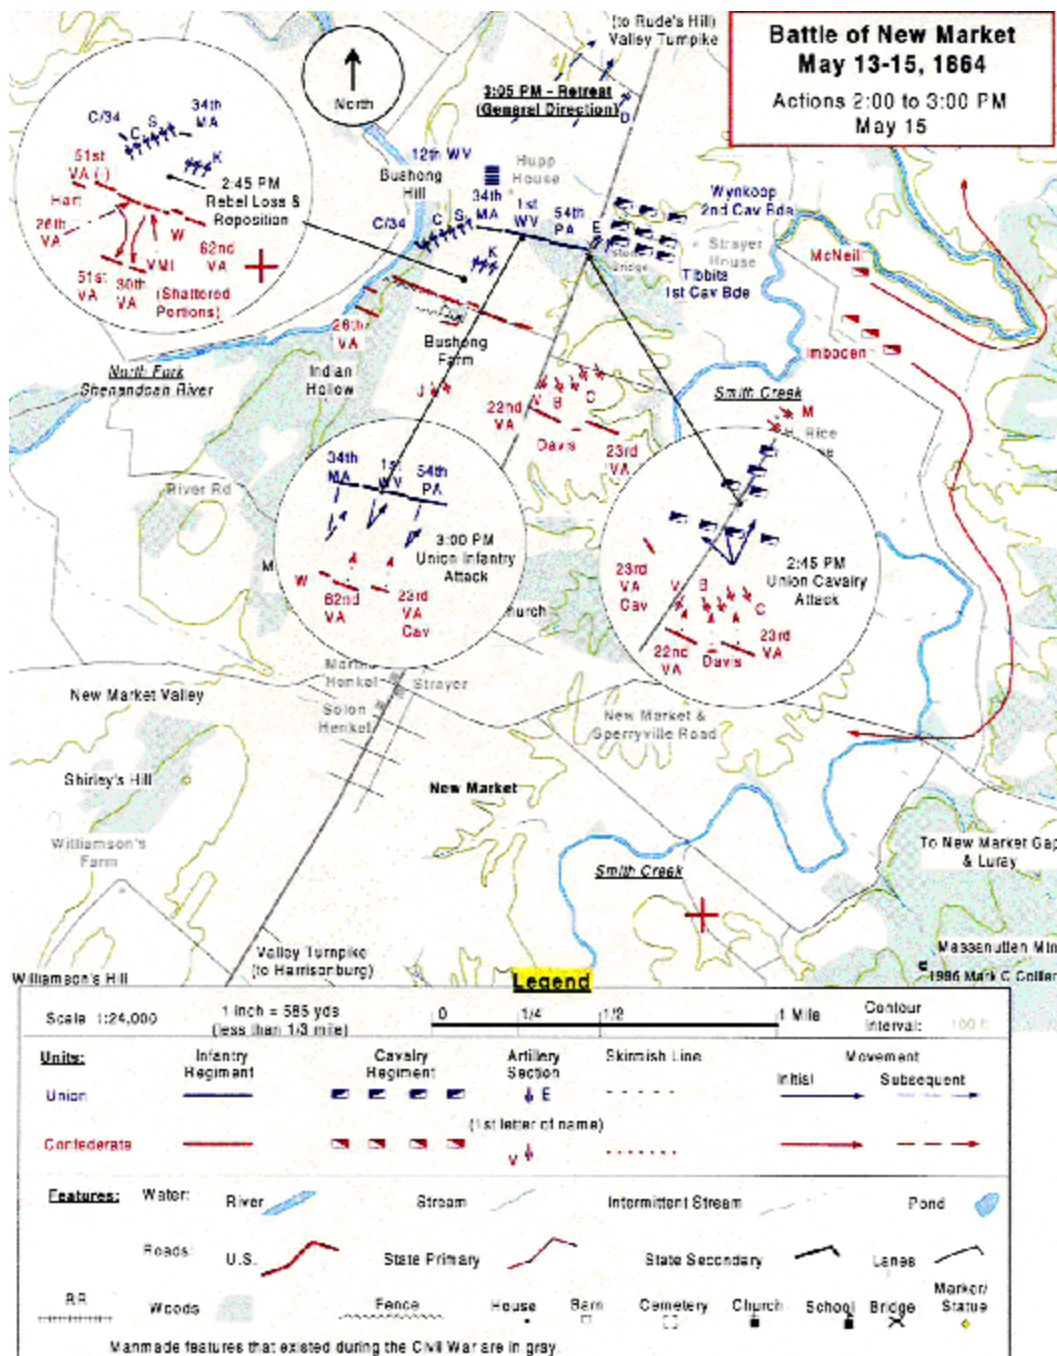 (to Rude's Hill)
Valley Turnpike
Battle of New Market
May 13-15, 1864
Actions 2:00 to 3:00 PM
May 15
North
3:05 PM - Retreat
(General Direction)
D
C/34
S
C
34th
MA
K
51st
VA (-)
Hart
26th
VA
W
62nd
VA
VMI
51st
VA
30th
VA
(Shattered
Portions)
2:45 PM
Rebel Loss &
Reposition
12th WV
Bushong
Hill
Hupp
House
C/34
C
S
34th
MA
1st
WV
54th
PA
E
K
Wynkoop
2nd Cav Bde
Strayer
House
Bridge
Tibbits
1st Cav Bde
McNeil
Imboden
26th
VA
Bushong
Farm
North Fork
Shenandoah River
Indian
Hollow
J
22nd
VA
V
B
C
Davis
23rd
VA
Smith Creek
M
Rice
River Rd
34th
MA
1st
WV
54th
PA
3:00 PM
Union Infantry
Attack
W
62nd
VA
23rd
VA
Cav
2:45 PM
Union Cavalry
Attack
23rd
VA
Cav
V
B
C
22nd
VA
Davis
23rd
VA
Henkel
Strayer
Solon
Henkel
New Market Valley
New Market &
Sperryville Road
Shirley's Hill
New Market
Williamson's
Farm
Smith Creek
To New Market Gap
& Luray
Valley Turnpike
(to Harrisonburg)
Williamson's Hill
Massanutten Mtn
1996 Mark C Collier
Legend
Scale 1:24,000
1 inch = 585 yds
(less than 1/3 mile)
0 1/4 1/2 1 Mile
Contour
Interval: 100 ft
Units:
Infantry
Regiment
Cavalry
Regiment
Artillery
Section
Skirmish Line
Movement
Initial
Subsequent
Union
E
(1st letter of name)
Confederate
V
Features:
Water:
River
Stream
Intermittent Stream
Pond
Roads:
U.S.
State Primary
State Secondary
Lanes
RR
Woods
Fence
House
Barn
Cemetery
Church
School
Bridge
Marker/
Statue
Manmade features that existed during the Civil War are in gray.